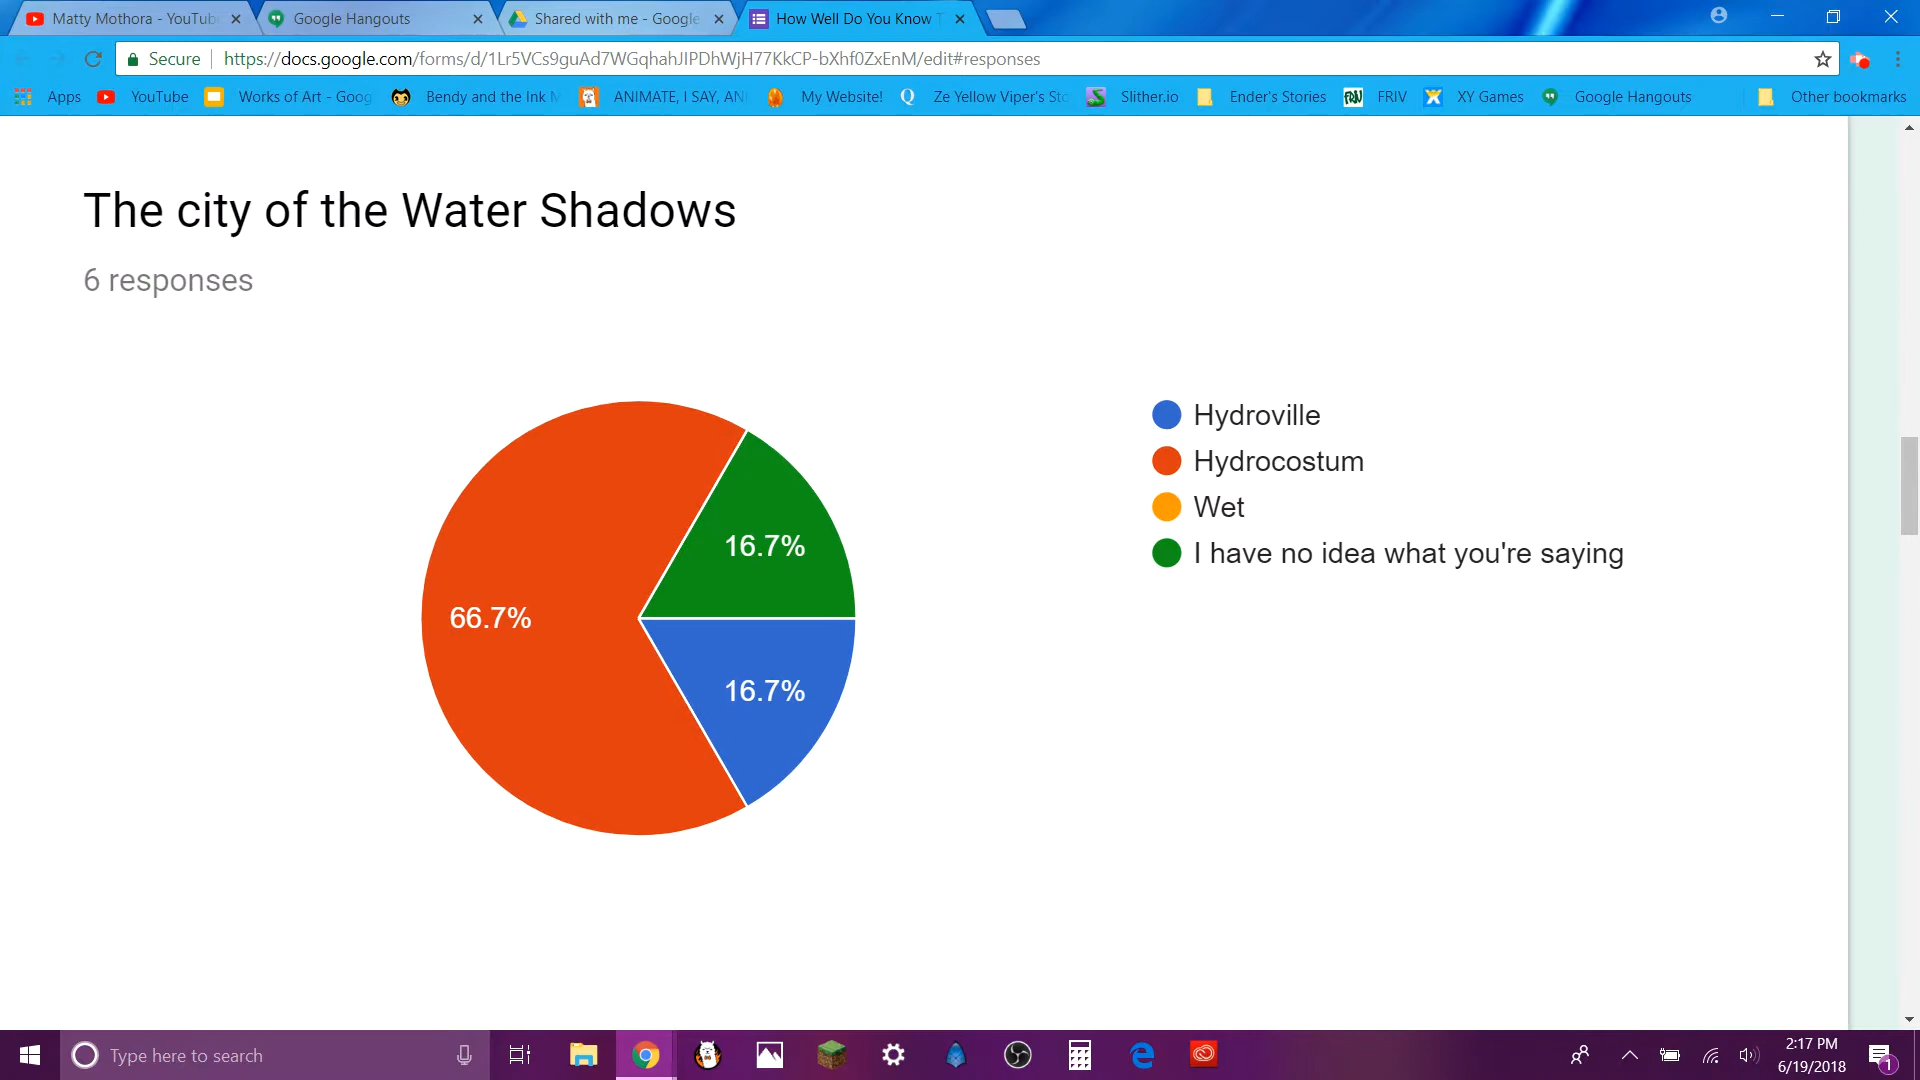 Matty Mothora - YouTub
Google Hangouts
Shared with me - Google
How Well Do You Know T
Secure
https://docs.google.com/forms/d/1Lr5VCs9guAd7WGqhahJIPDhWjH77KkCP-bXhf0ZxEnM/edit#responses
Apps YouTube Works of Art - Goog Bendy and the Ink M ANIMATE, I SAY, ANI My Website! Ze Yellow Viper's Sto Slither.io Ender's Stories FRIV XY Games Google Hangouts Other bookmarks
The city of the Water Shadows
6 responses
Hydroville
Hydrocostum
Wet
I have no idea what you're saying
16.7%
66.7%
16.7%
Type here to search
2:17 PM
6/19/2018
1